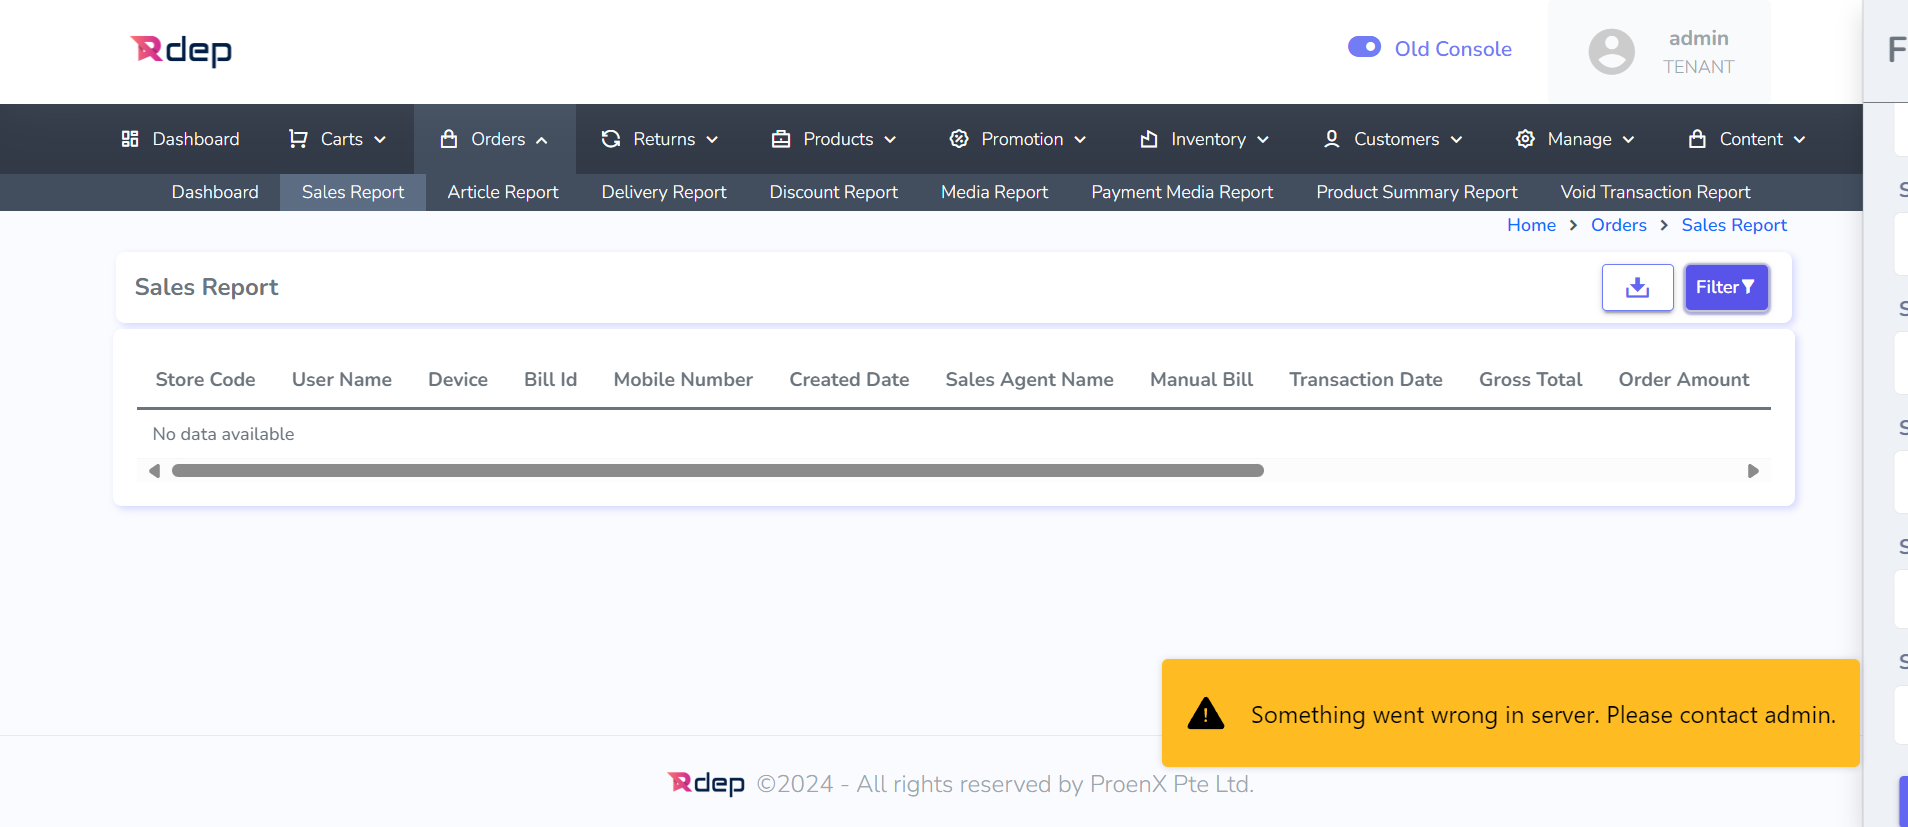 Rdep
Old Console
admin
TENANT
F
Dashboard
Carts
Orders
Returns
Products
Promotion
Inventory
Customers
Manage
Content
Dashboard
Sales Report
Article Report
Delivery Report
Discount Report
Media Report
Payment Media Report
Product Summary Report
Void Transaction Report
Home > Orders > Sales Report
Sales Report
Filter
Store Code
User Name
Device
Bill Id
Mobile Number
Created Date
Sales Agent Name
Manual Bill
Transaction Date
Gross Total
Order Amount
No data available
Something went wrong in server. Please contact admin.
Rdep ©2024 - All rights reserved by ProenX Pte Ltd.